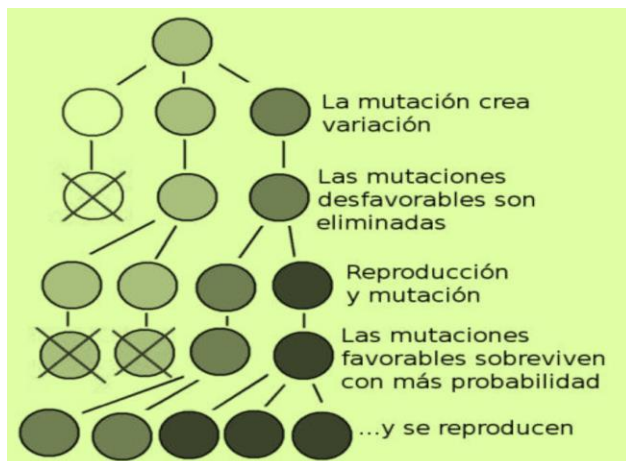 La mutación crea
variación
Las mutaciones
desfavorables son
eliminadas
Reproducción
y mutación
Las mutaciones
favorables sobreviven
con más probabilidad
...y se reproducen